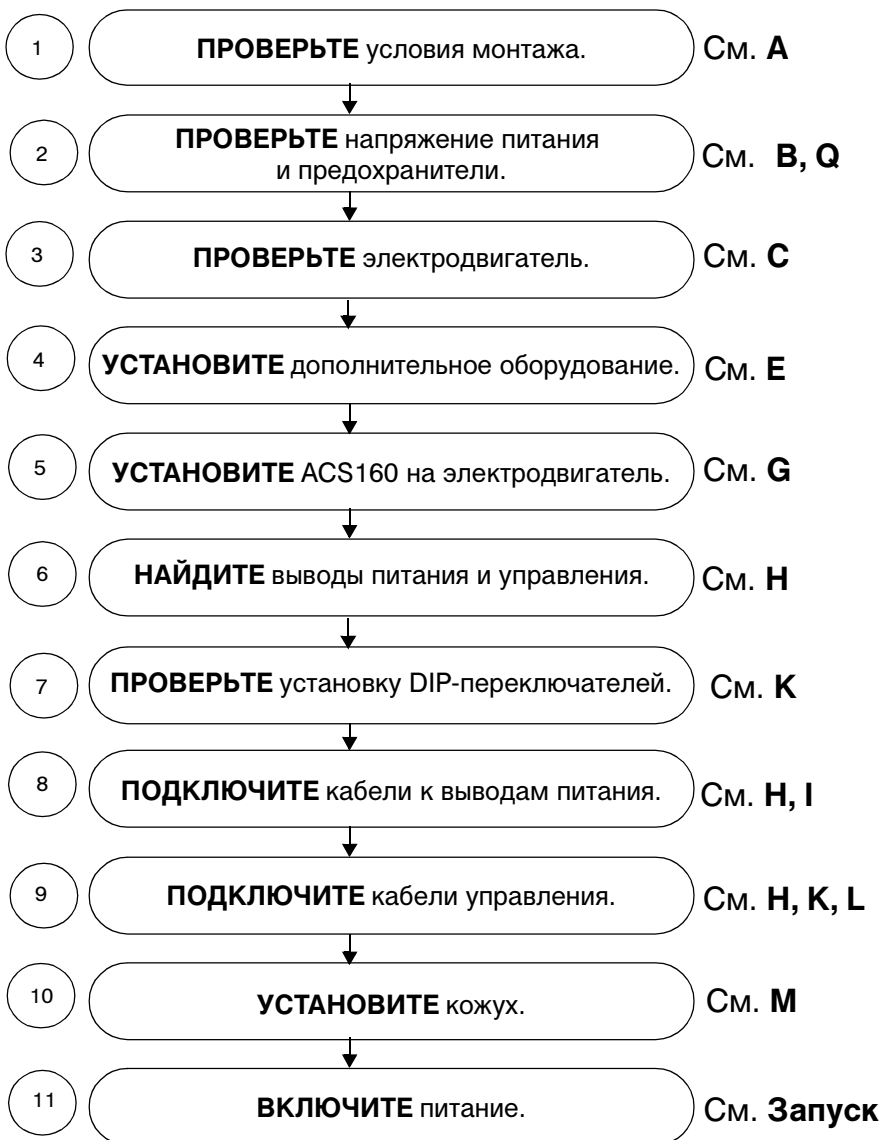 1 ПРОВЕРЬТЕ условия монтажа. См. A
2 ПРОВЕРЬТЕ напряжение питания
и предохранители. См. B, Q
3 ПРОВЕРЬТЕ электродвигатель. См. C
4 УСТАНОВИТЕ дополнительное оборудование. См. E
5 УСТАНОВИТЕ ACS160 на электродвигатель. См. G
6 НАЙДИТЕ выводы питания и управления. См. H
7 ПРОВЕРЬТЕ установку DIP-переключателей. См. K
8 ПОДКЛЮЧИТЕ кабели к выводам питания. См. H, I
9 ПОДКЛЮЧИТЕ кабели управления. См. H, K, L
10 УСТАНОВИТЕ кожух. См. M
11 ВКЛЮЧИТЕ питание. См. Запуск